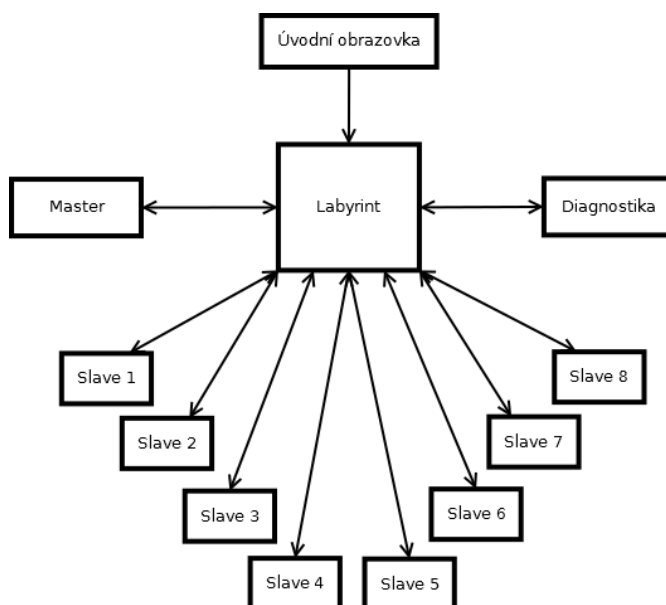 Úvodní obrazovka
Master
Labyrint
Diagnostika
Slave 1
Slave 8
Slave 2
Slave 7
Slave 3
Slave 6
Slave 4
Slave 5